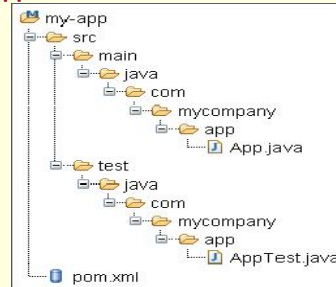 my-app
src
main
java
com
mycompany
app
App.java
test
java
com
mycompany
app
AppTest.java
pom.xml